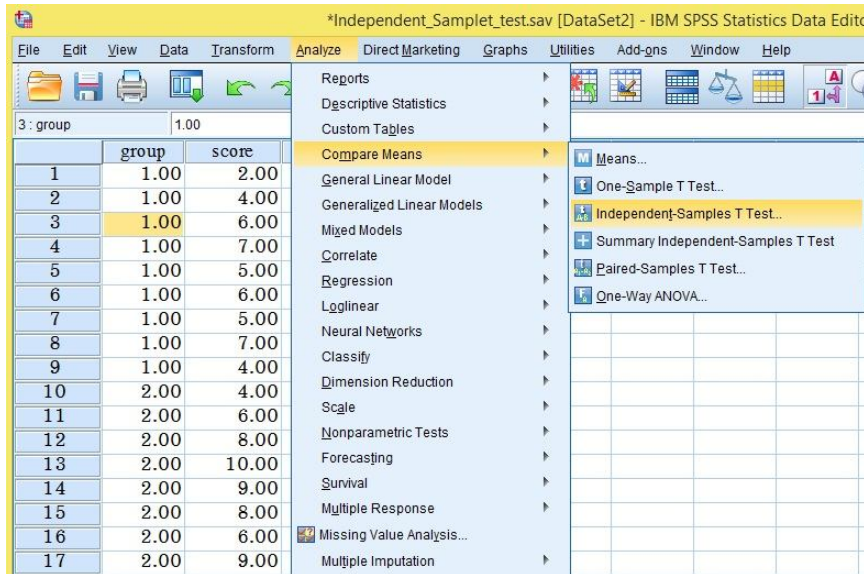 *Independent_Samplet_test.sav [DataSet2] - IBM SPSS Statistics Data Edito
File Edit View Data Transform Analyze Direct Marketing Graphs Utilities Add-ons Window Help
3 : group 1.00
group score
1 1.00 2.00
2 1.00 4.00
3 1.00 6.00
4 1.00 7.00
5 1.00 5.00
6 1.00 6.00
7 1.00 5.00
8 1.00 7.00
9 1.00 4.00
10 2.00 4.00
11 2.00 6.00
12 2.00 8.00
13 2.00 10.00
14 2.00 9.00
15 2.00 8.00
16 2.00 6.00
17 2.00 9.00
Reports
Descriptive Statistics
Custom Tables
Compare Means
General Linear Model
Generalized Linear Models
Mixed Models
Correlate
Regression
Loglinear
Neural Networks
Classify
Dimension Reduction
Scale
Nonparametric Tests
Forecasting
Survival
Multiple Response
Missing Value Analysis...
Multiple Imputation
Means...
One-Sample T Test...
Independent-Samples T Test...
Summary Independent-Samples T Test
Paired-Samples T Test...
One-Way ANOVA...